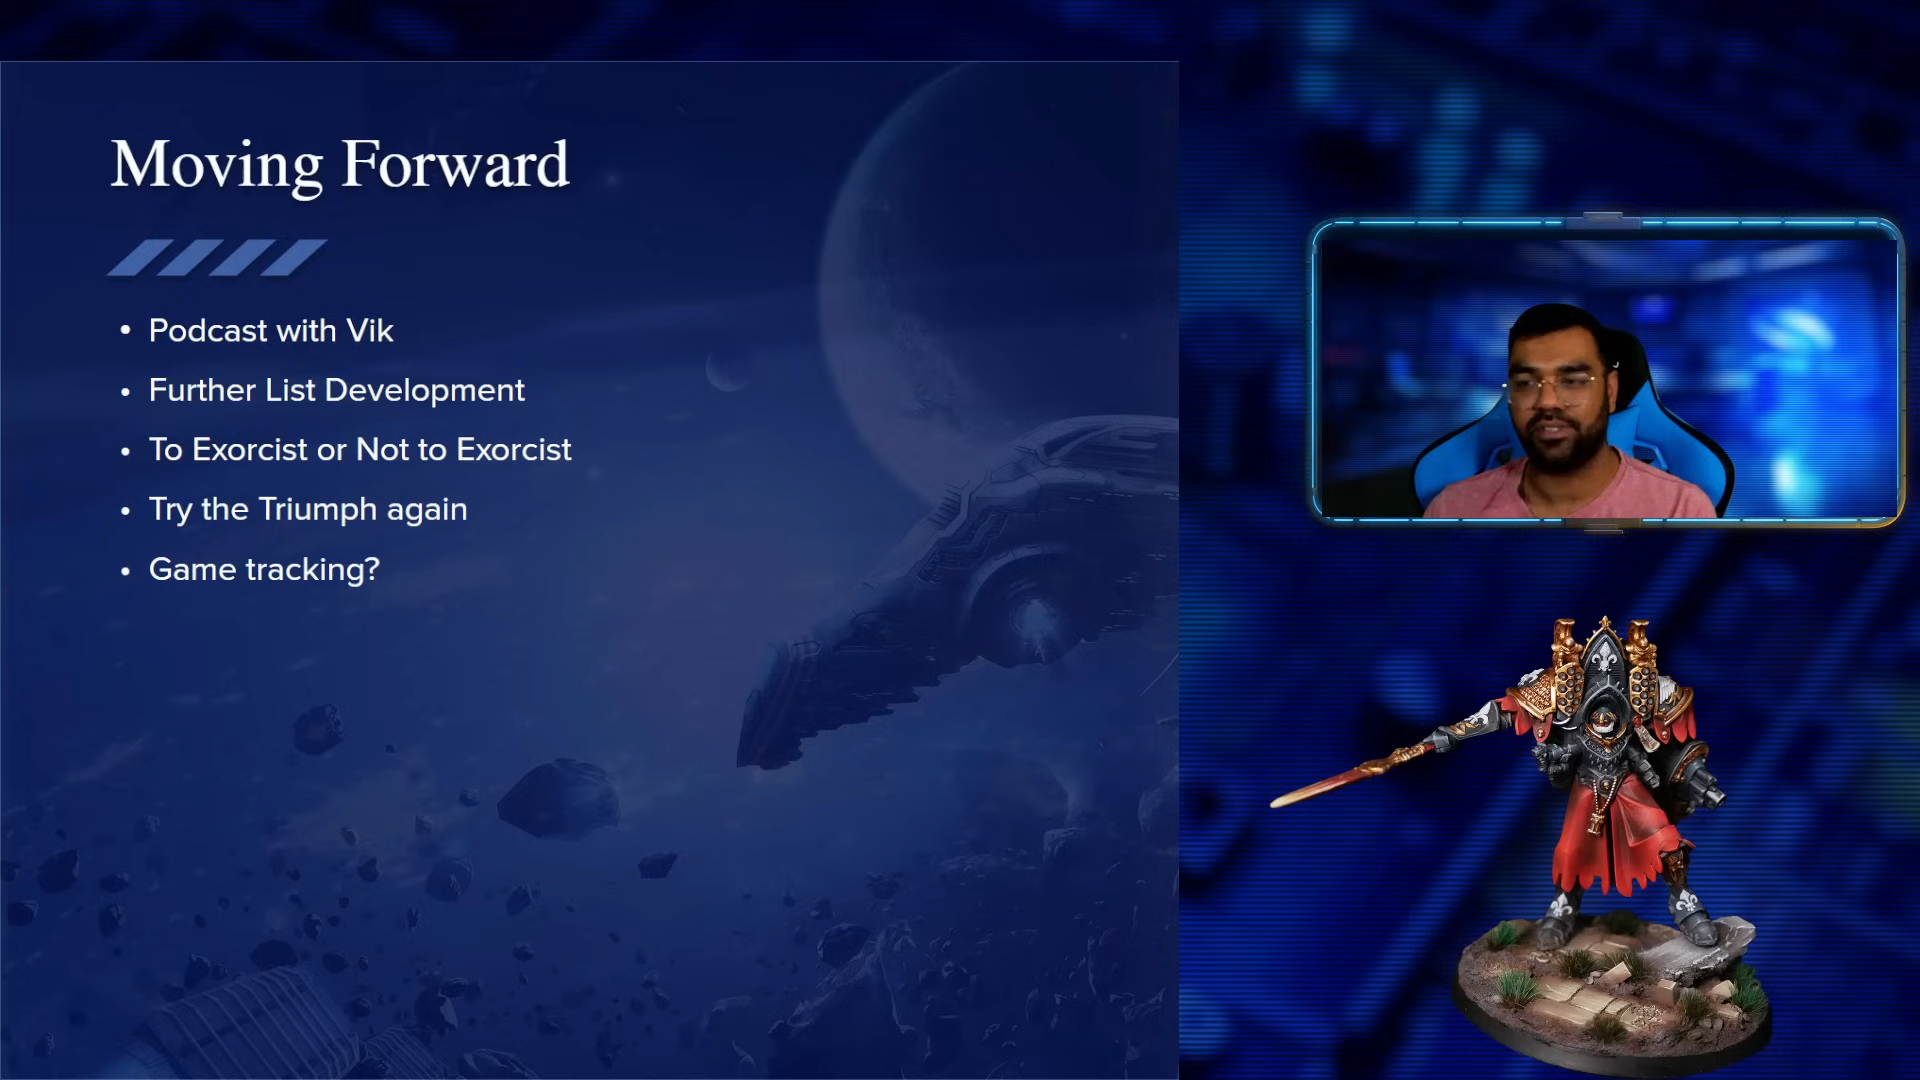 Moving Forward
• Podcast with Vik
• Further List Development
• To Exorcist or Not to Exorcist
• Try the Triumph again
• Game tracking?